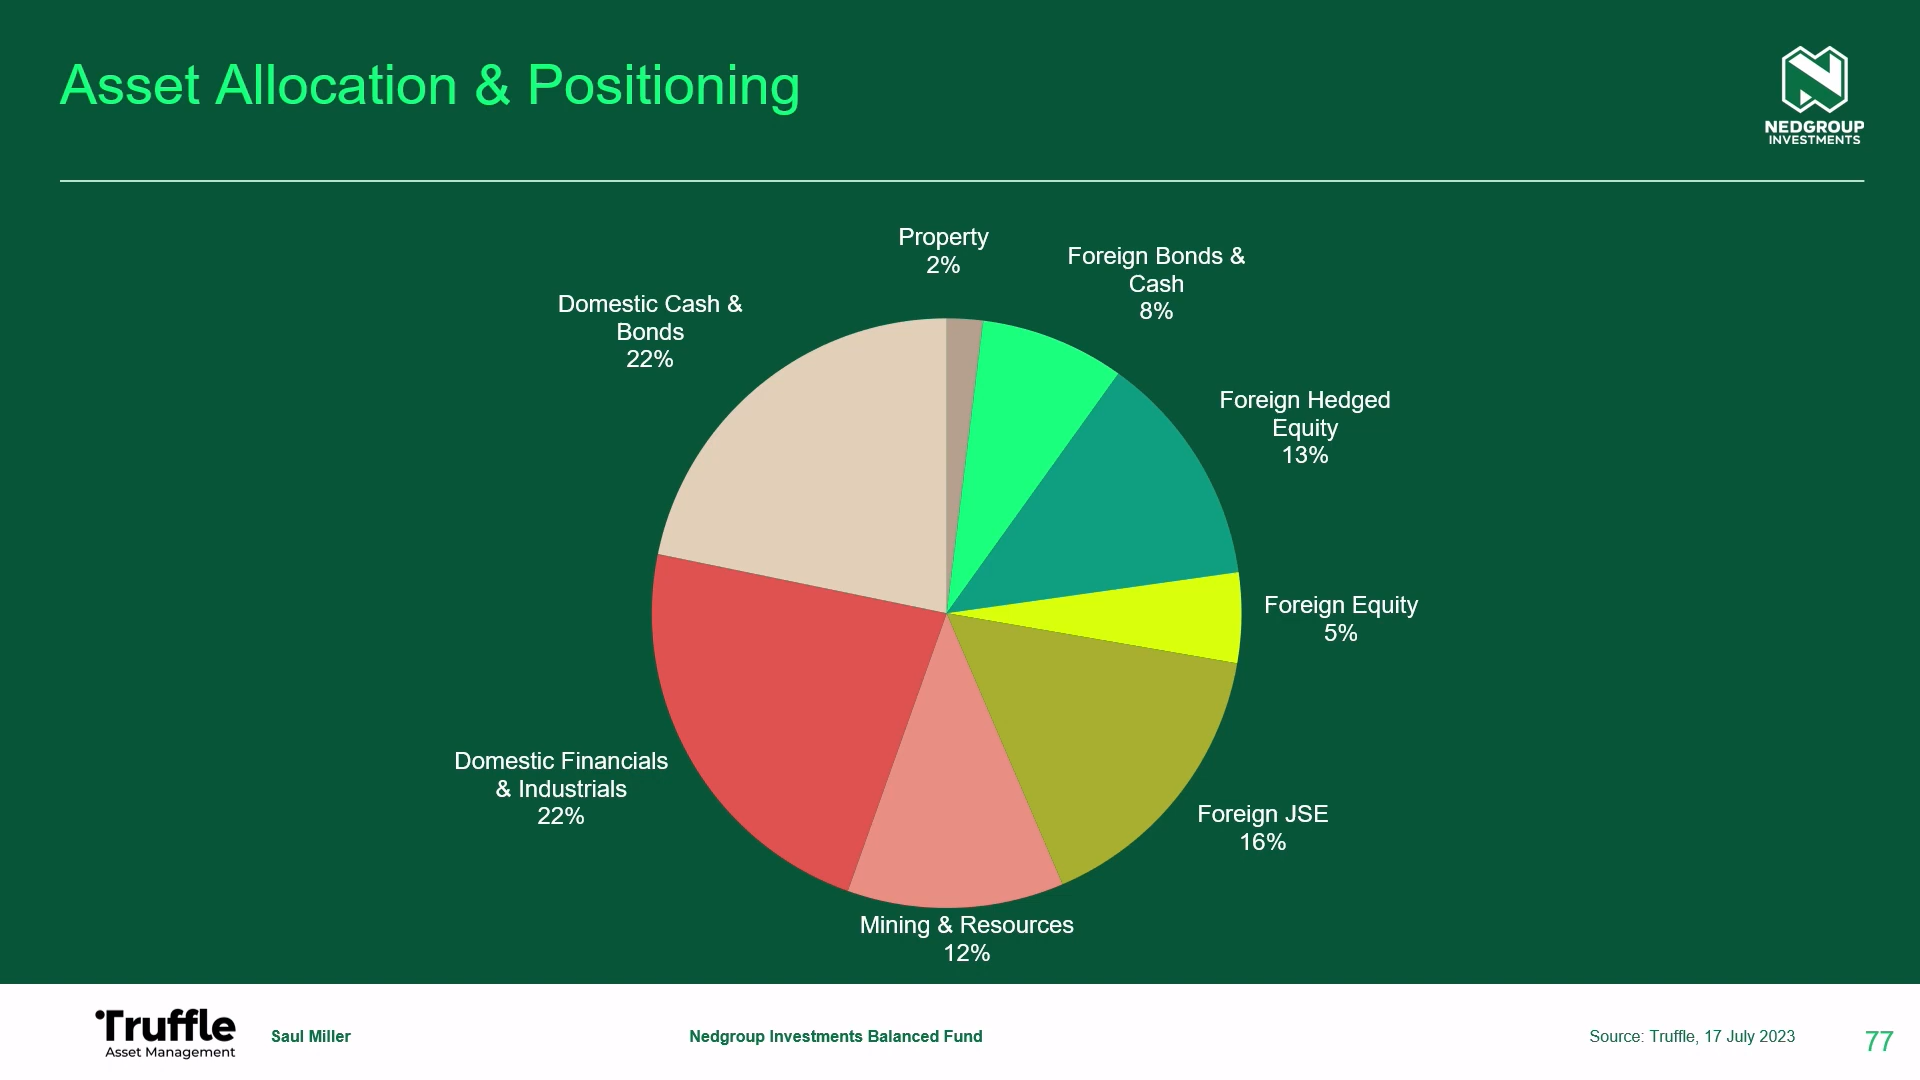 Asset Allocation & Positioning
NEDGROUP
INVESTMENTS
Property
2%
Foreign Bonds &
Cash
8%
Domestic Cash &
Bonds
22%
Foreign Hedged
Equity
13%
Foreign Equity
5%
Domestic Financials
& Industrials
22%
Foreign JSE
16%
Mining & Resources
12%
Truffle
Asset Management
Saul Miller
Nedgroup Investments Balanced Fund
Source: Truffle, 17 July 2023
77